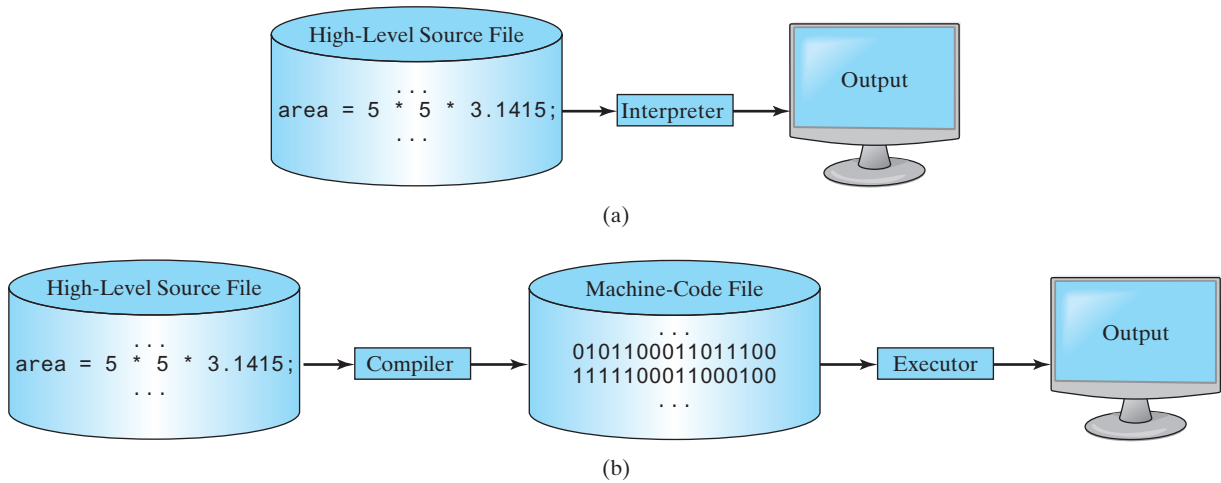 High-Level Source File
...
area = 5 * 5 * 3.1415;
...
Interpreter
Output
(a)
High-Level Source File
...
area = 5 * 5 * 3.1415;
...
Compiler
Machine-Code File
...
0101100011011100
1111100011000100
...
Executor
Output
(b)